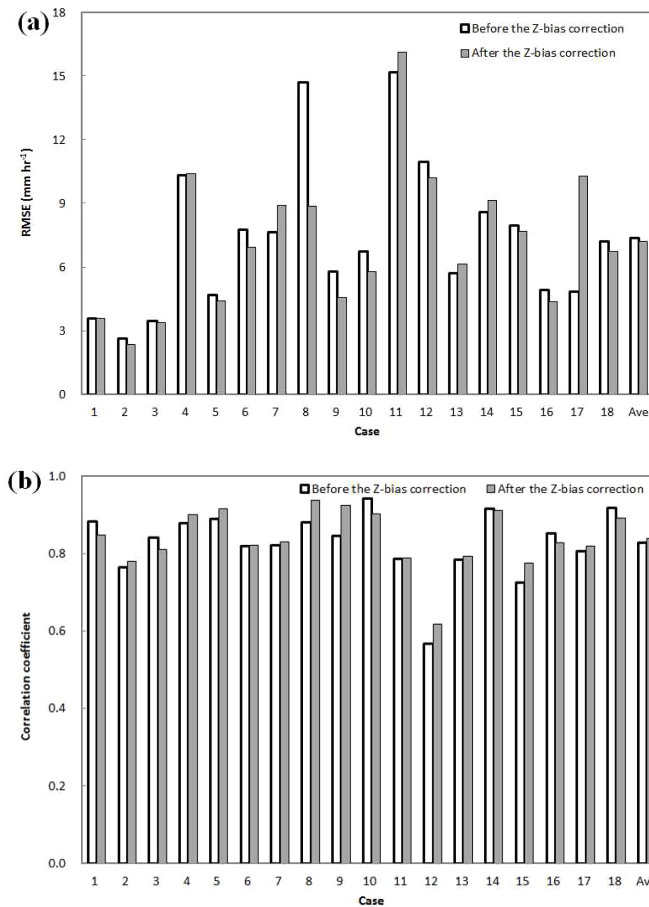 (a)
18
15
12
9
6
3
0
RMSE (mm hr⁻¹)
Before the Z-bias correction
After the Z-bias correction
1 2 3 4 5 6 7 8 9 10 11 12 13 14 15 16 17 18 Ave
Case
(b)
1.0
0.8
0.6
0.4
0.2
0.0
Correlation coefficient
Before the Z-bias correction After the Z-bias correction
1 2 3 4 5 6 7 8 9 10 11 12 13 14 15 16 17 18 Av
Case